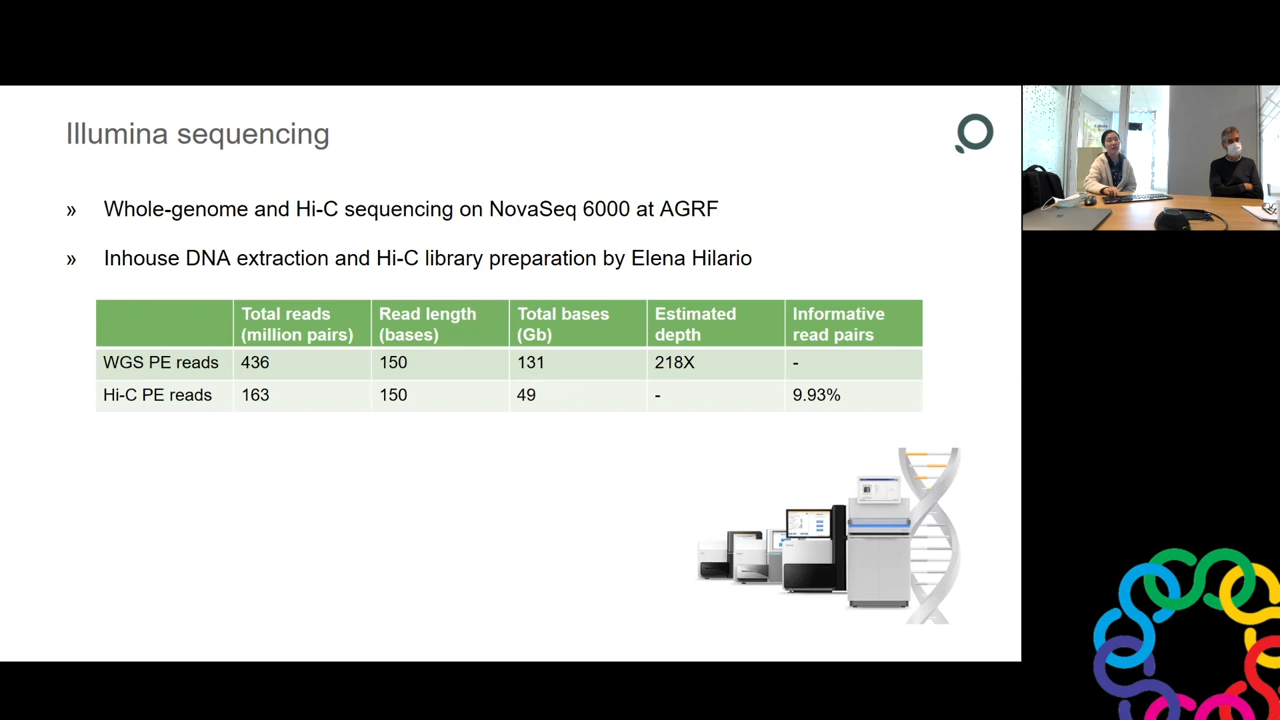 Illumina sequencing
» Whole-genome and Hi-C sequencing on NovaSeq 6000 at AGRF
» Inhouse DNA extraction and Hi-C library preparation by Elena Hilario
Total reads (million pairs) Read length (bases) Total bases (Gb) Estimated depth Informative read pairs
WGS PE reads 436 150 131 218X -
Hi-C PE reads 163 150 49 - 9.93%